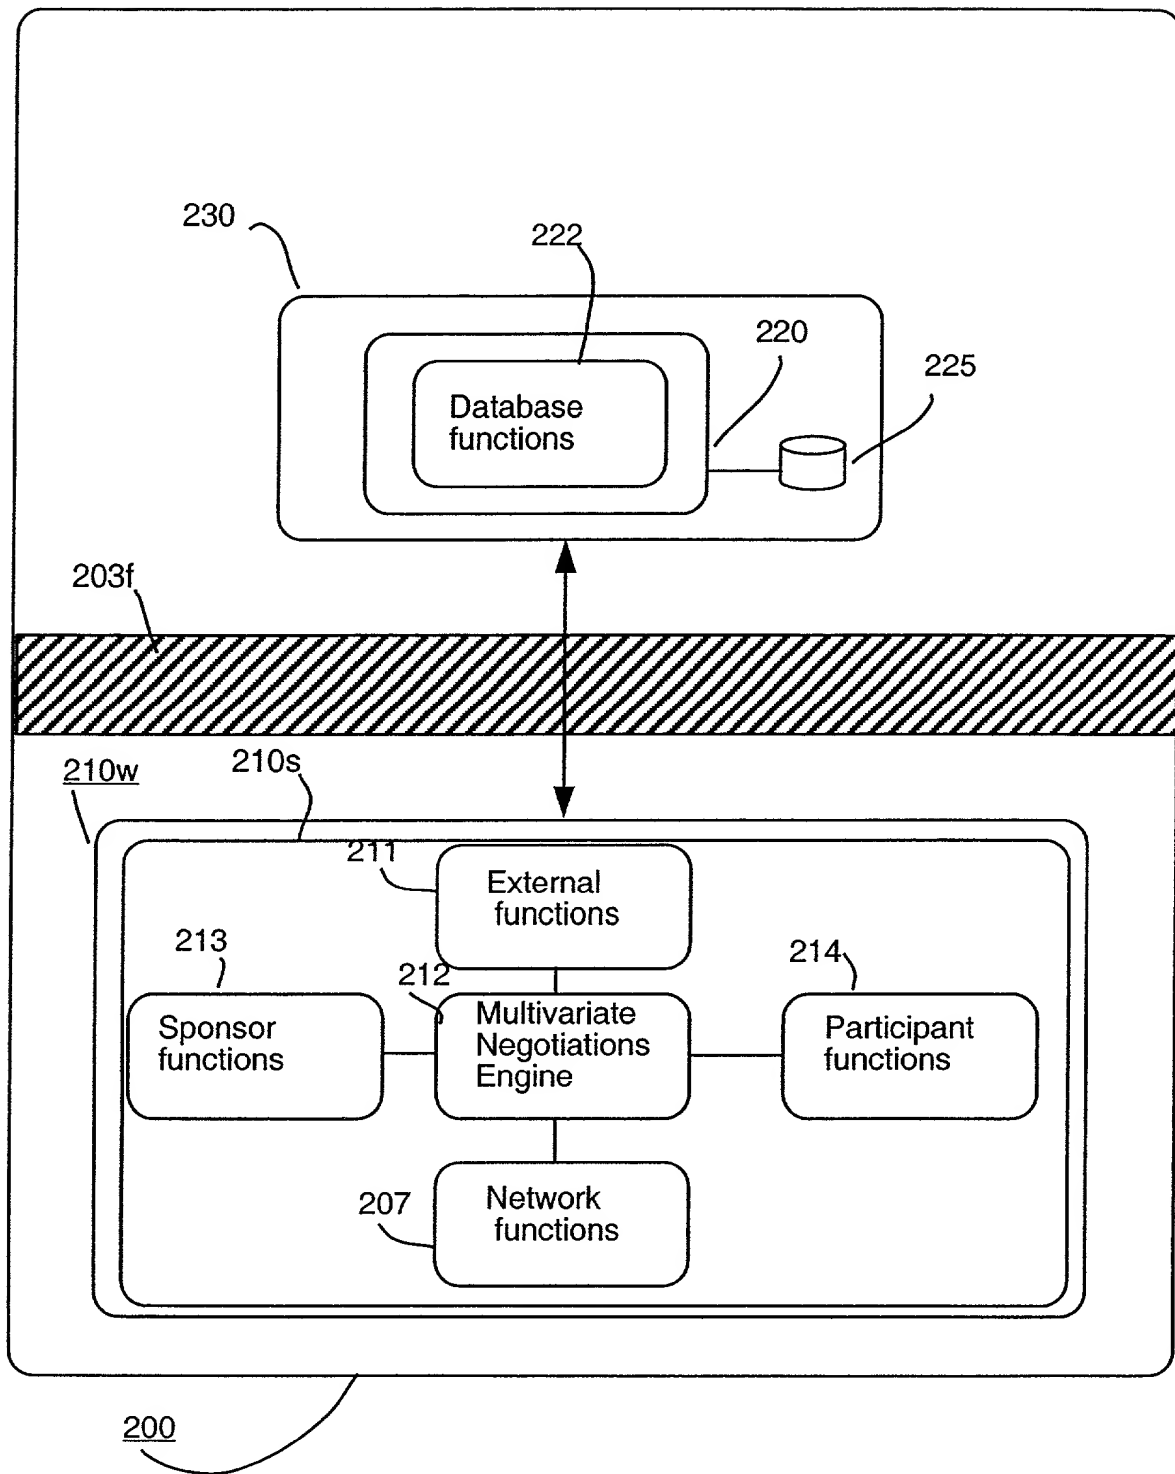 230
222
220
225
Database
functions
203f
210w
210s
211
External
functions
213
212
214
Sponsor
functions
Multivariate
Negotiations
Engine
Participant
functions
207
Network
functions
200